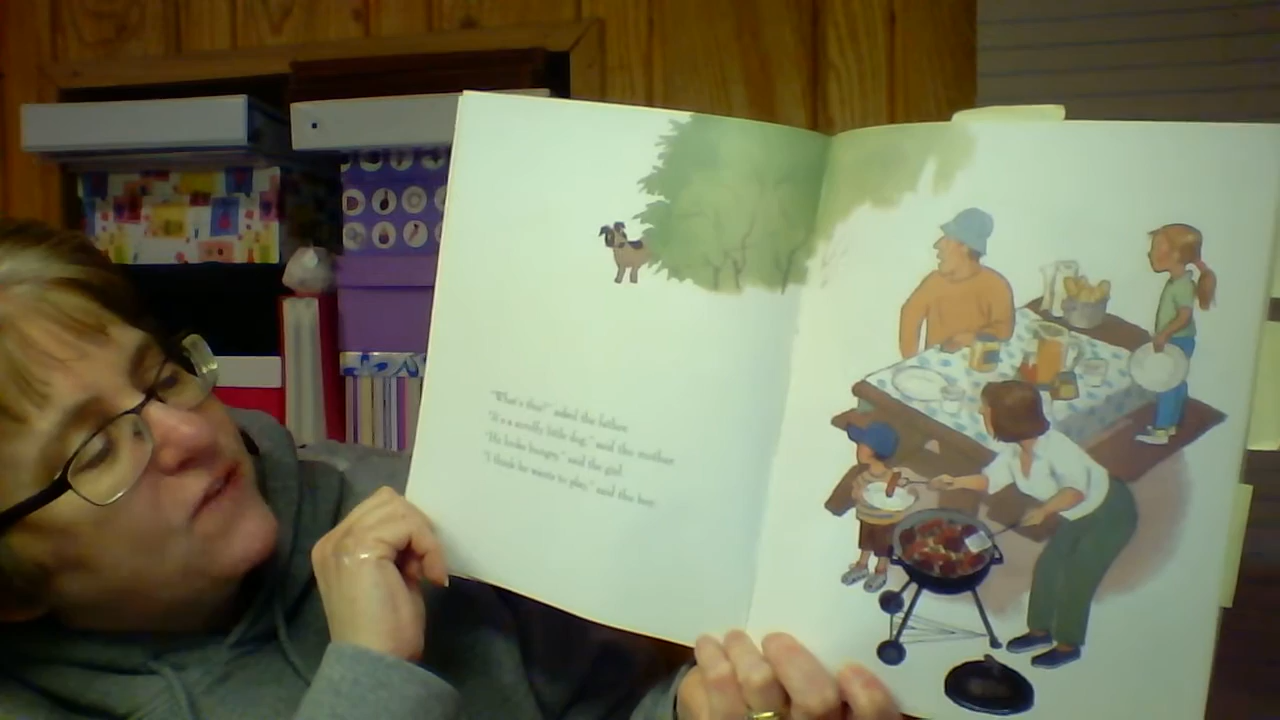 "What's that?" asked the father.
"It's a scruffy little dog," said the mother.
"He looks hungry," said the girl.
"I think he wants to play," said the boy.